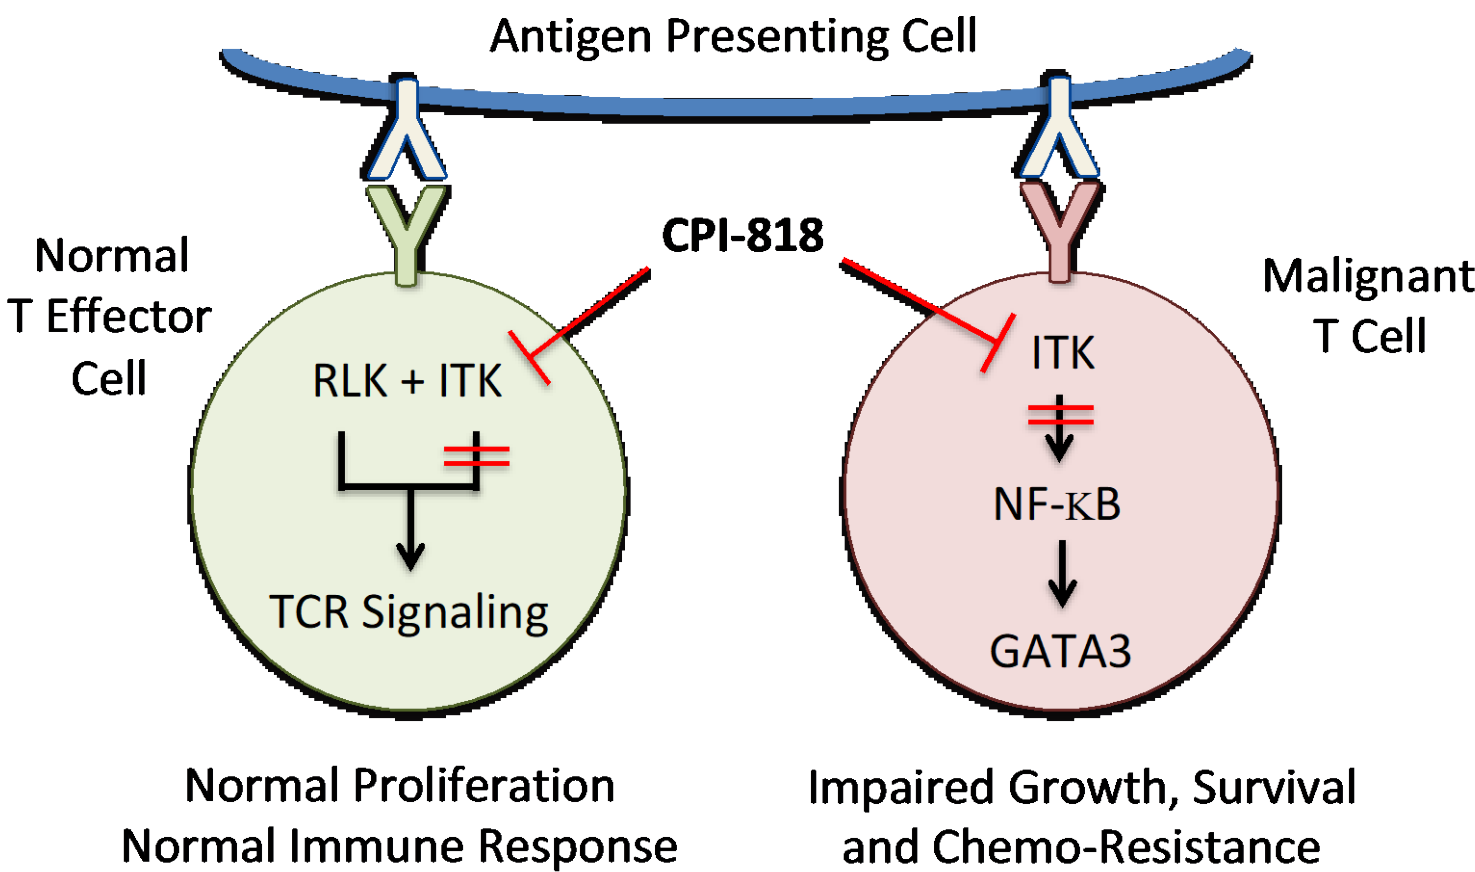 Antigen Presenting Cell
CPI-818
Normal
T Effector
Cell
Malignant
T Cell
RLK + ITK
TCR Signaling
ITK
NF-κB
GATA3
Normal Proliferation
Normal Immune Response
Impaired Growth, Survival
and Chemo-Resistance